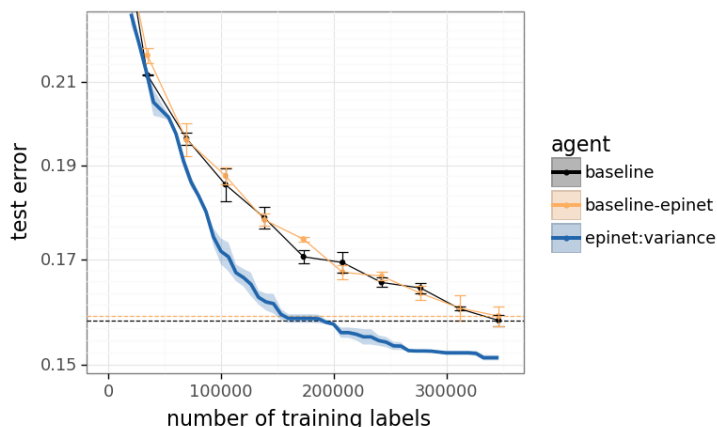 0.21
0.19
0.17
0.15
test error
0
100000
200000
300000
number of training labels
agent
baseline
baseline-epinet
epinet:variance